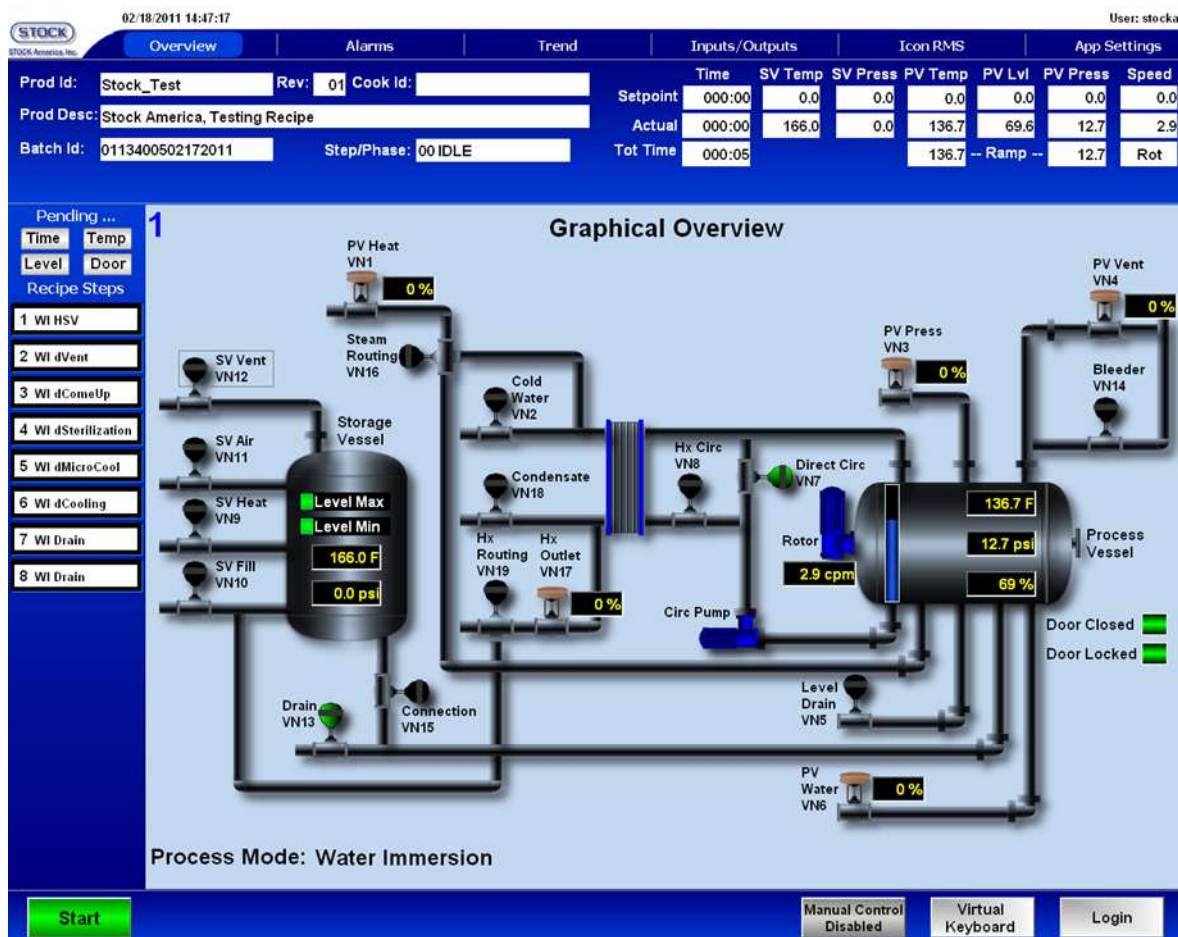 02/18/2011 14:47:17
User: stocka
STOCK
STOCK America, Inc.
Overview
Alarms
Trend
Inputs/Outputs
Icon RMS
App Settings
Prod Id: Stock_Test Rev: 01 Cook Id:
Prod Desc: Stock America, Testing Recipe
Batch Id: 0113400502172011 Step/Phase: 00 IDLE
Time SV Temp SV Press PV Temp PV Lvl PV Press Speed
Setpoint 000:00 0.0 0.0 0.0 0.0 0.0 0.0
Actual 000:00 166.0 0.0 136.7 69.6 12.7 2.9
Tot Time 000:05 136.7 -- Ramp -- 12.7 Rot
Pending ...
Time Temp
Level Door
Recipe Steps
1 WI HSV
2 WI dVent
3 WI dComeUp
4 WI dSterilization
5 WI dMicroCool
6 WI dCooling
7 WI Drain
8 WI Drain
1
Graphical Overview
PV Heat
VN1
0 %
Steam
Routing
VN16
SV Vent
VN12
SV Air
VN11
SV Heat
VN9
SV Fill
VN10
Storage
Vessel
Level Max
Level Min
166.0 F
0.0 psi
Cold
Water
VN2
Condensate
VN18
Hx
Routing
VN19
Hx
Outlet
VN17
0 %
Hx Circ
VN8
Direct Circ
VN7
Circ Pump
Rotor
2.9 cpm
PV Press
VN3
0 %
PV Vent
VN4
0 %
Bleeder
VN14
136.7 F
12.7 psi
69 %
Process
Vessel
Door Closed
Door Locked
Drain
VN13
Connection
VN15
Level
Drain
VN5
PV
Water
VN6
0 %
Process Mode: Water Immersion
Start
Manual Control
Disabled
Virtual
Keyboard
Login